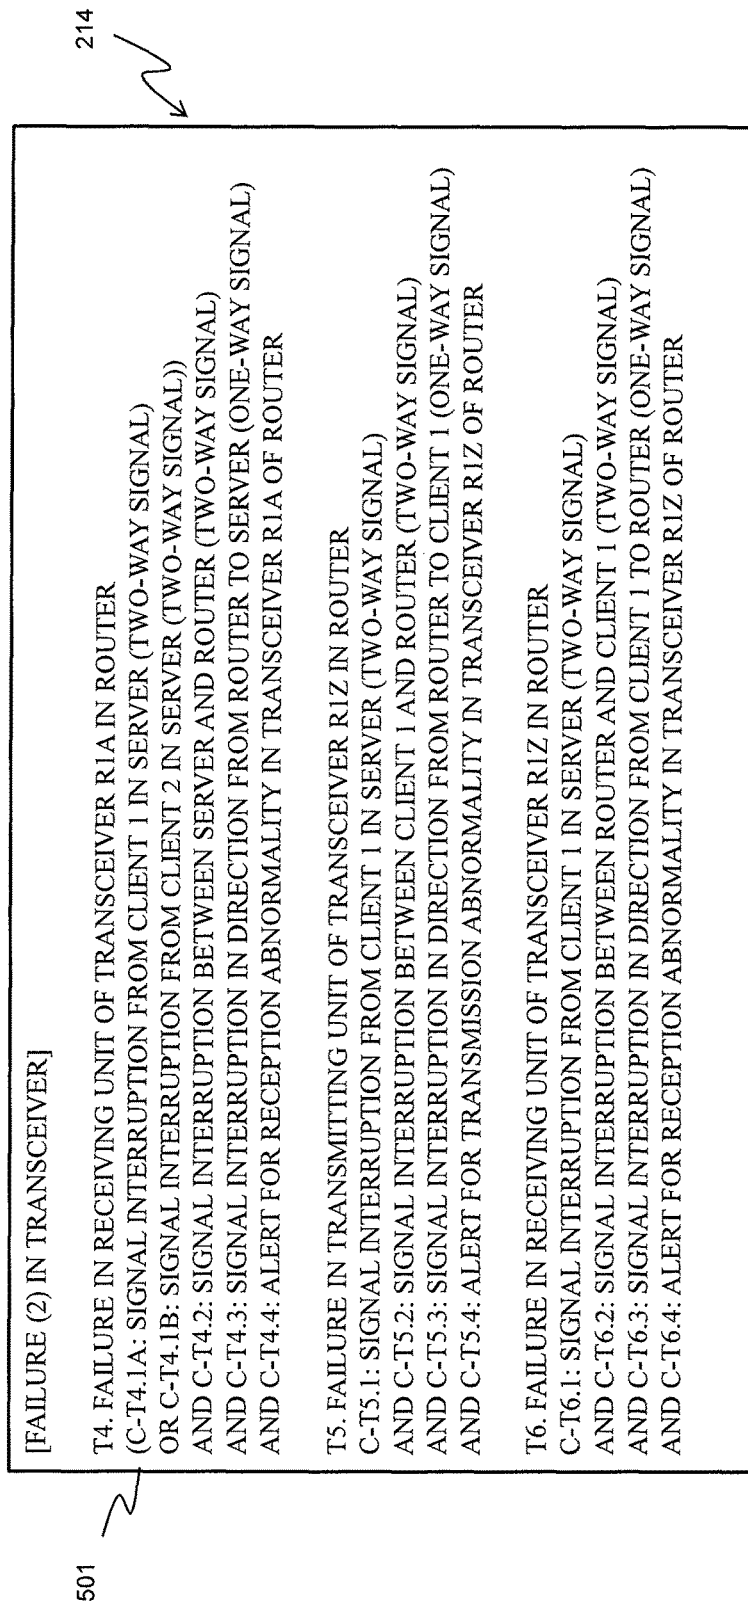 [FAILURE (2) IN TRANSCEIVER]
T4. FAILURE IN RECEIVING UNIT OF TRANSCEIVER R1A IN ROUTER
(C-T4.1A: SIGNAL INTERRUPTION FROM CLIENT 1 IN SERVER (TWO-WAY SIGNAL)
OR C-T4.1B: SIGNAL INTERRUPTION FROM CLIENT 2 IN SERVER (TWO-WAY SIGNAL))
AND C-T4.2: SIGNAL INTERRUPTION BETWEEN SERVER AND ROUTER (TWO-WAY SIGNAL)
AND C-T4.3: SIGNAL INTERRUPTION IN DIRECTION FROM ROUTER TO SERVER (ONE-WAY SIGNAL)
AND C-T4.4: ALERT FOR RECEPTION ABNORMALITY IN TRANSCEIVER R1A OF ROUTER
T5. FAILURE IN TRANSMITTING UNIT OF TRANSCEIVER R1Z IN ROUTER
C-T5.1: SIGNAL INTERRUPTION FROM CLIENT 1 IN SERVER (TWO-WAY SIGNAL)
AND C-T5.2: SIGNAL INTERRUPTION BETWEEN CLIENT 1 AND ROUTER (TWO-WAY SIGNAL)
AND C-T5.3: SIGNAL INTERRUPTION IN DIRECTION FROM ROUTER TO CLIENT 1 (ONE-WAY SIGNAL)
AND C-T5.4: ALERT FOR TRANSMISSION ABNORMALITY IN TRANSCEIVER R1Z OF ROUTER
T6. FAILURE IN RECEIVING UNIT OF TRANSCEIVER R1Z IN ROUTER
C-T6.1: SIGNAL INTERRUPTION FROM CLIENT 1 IN SERVER (TWO-WAY SIGNAL)
AND C-T6.2: SIGNAL INTERRUPTION BETWEEN ROUTER AND CLIENT 1 (TWO-WAY SIGNAL)
AND C-T6.3: SIGNAL INTERRUPTION IN DIRECTION FROM CLIENT 1 TO ROUTER (ONE-WAY SIGNAL)
AND C-T6.4: ALERT FOR RECEPTION ABNORMALITY IN TRANSCEIVER R1Z OF ROUTER
501
214